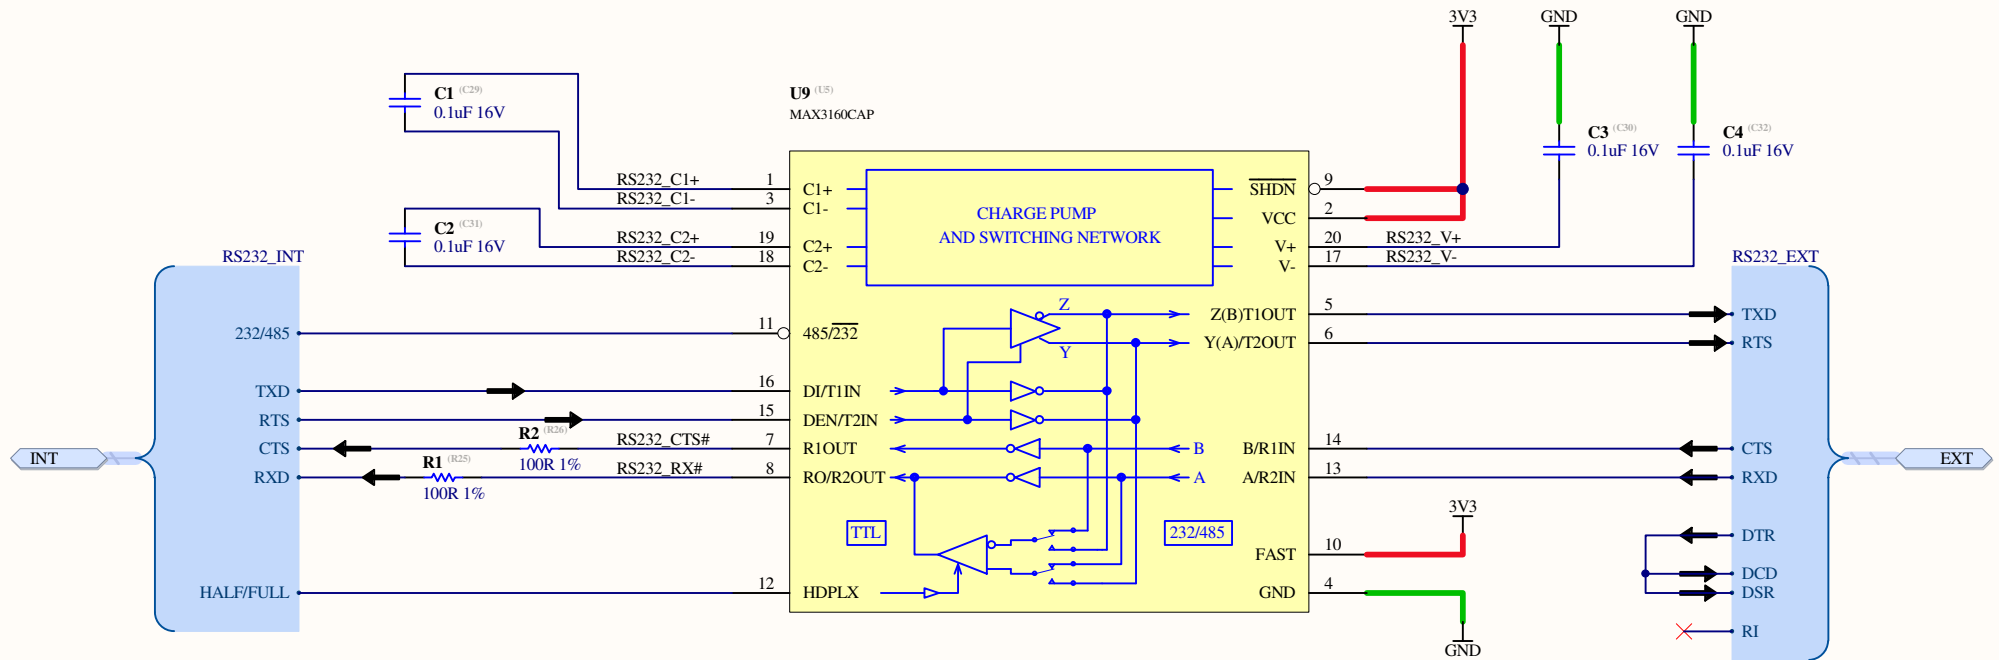 3V3
GND
GND
C1 (C29)
0.1uF 16V
U9 (U5)
MAX3160CAP
C3 (C30)
0.1uF 16V
C4 (C32)
0.1uF 16V
RS232_C1+
1
C1+
RS232_C1-
3
C1-
C2 (C31)
0.1uF 16V
RS232_C2+
19
C2+
RS232_C2-
18
C2-
CHARGE PUMP
AND SWITCHING NETWORK
SHDN
9
VCC
2
V+
20
RS232_V+
V-
17
RS232_V-
RS232_INT
RS232_EXT
232/485
11
485/232
Z
Y
Z(B)T1OUT
5
TXD
Y(A)/T2OUT
6
RTS
TXD
16
DI/T1IN
RTS
15
DEN/T2IN
CTS
R2 (R26)
100R 1%
RS232_CTS#
7
R1OUT
B
B/R1IN
14
CTS
INT
EXT
RXD
R1 (R25)
100R 1%
RS232_RX#
8
RO/R2OUT
A
A/R2IN
13
RXD
TTL
232/485
3V3
FAST
10
DTR
DCD
DSR
RI
HALF/FULL
12
HDPLX
GND
4
GND